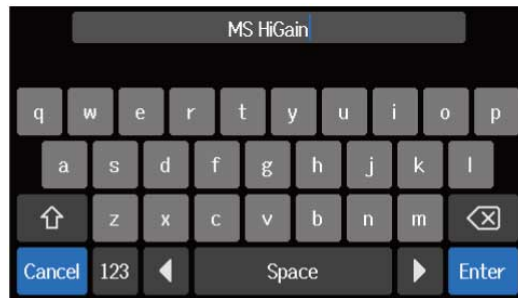 MS HiGain
q w e r t y u i o p
a s d f g h j k l
z x c v b n m
Cancel 123 Space Enter